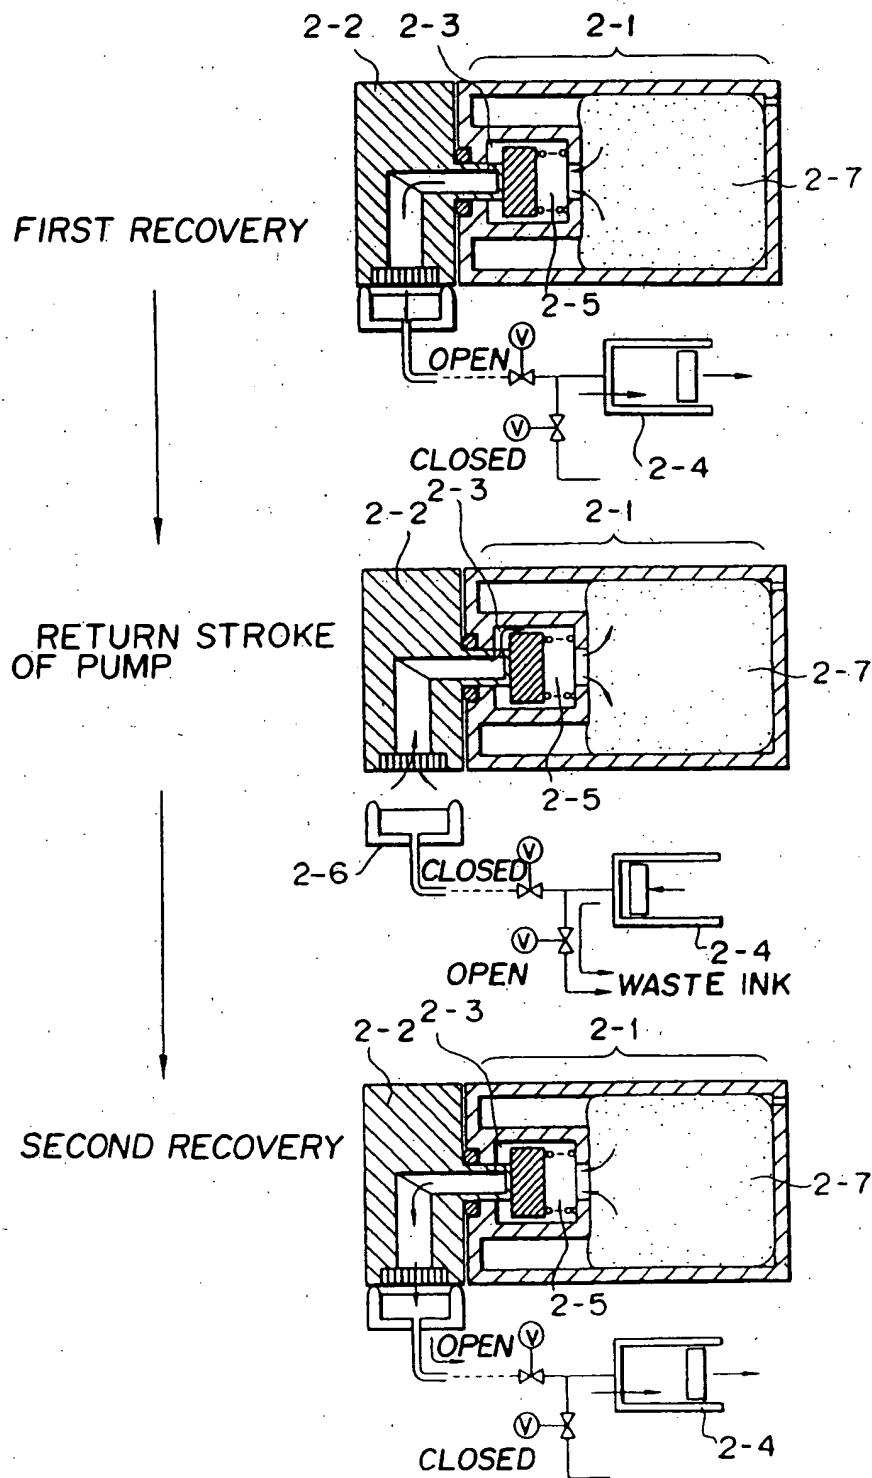 2-2 2-3 2-1
2-7
FIRST RECOVERY
2-5
OPEN V
V
CLOSED 2-4
2-3
2-2 2-1
RETURN STROKE
OF PUMP
2-7
2-5
2-6 CLOSED V
V 2-4
OPEN WASTE INK
2-3
2-2 2-1
SECOND RECOVERY
2-7
2-5
OPEN V
V 2-4
CLOSED